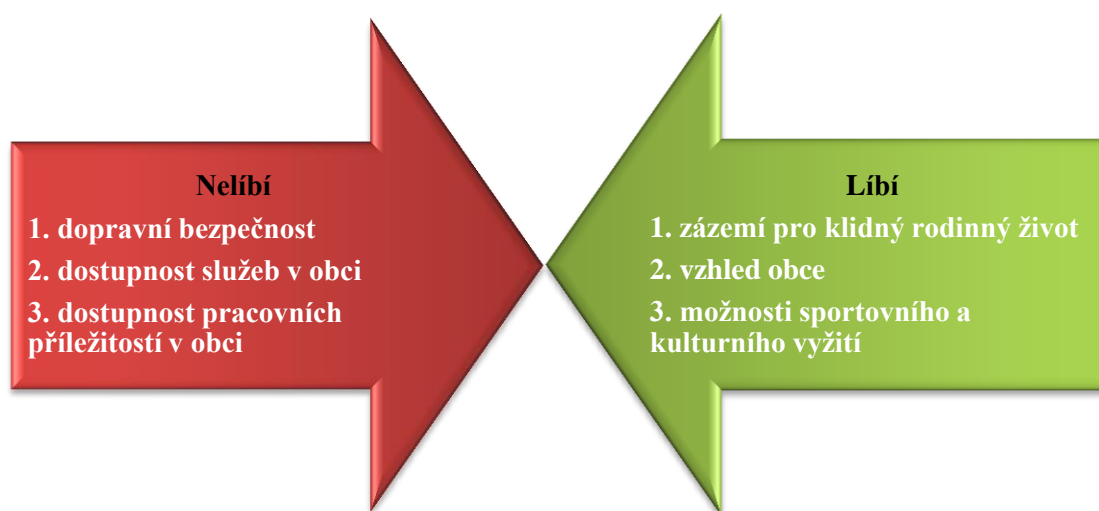 Nelíbí
1. dopravní bezpečnost
2. dostupnost služeb v obci
3. dostupnost pracovních
příležitostí v obci
Líbí
1. zázemí pro klidný rodinný život
2. vzhled obce
3. možnosti sportovního a
kulturního vyžití